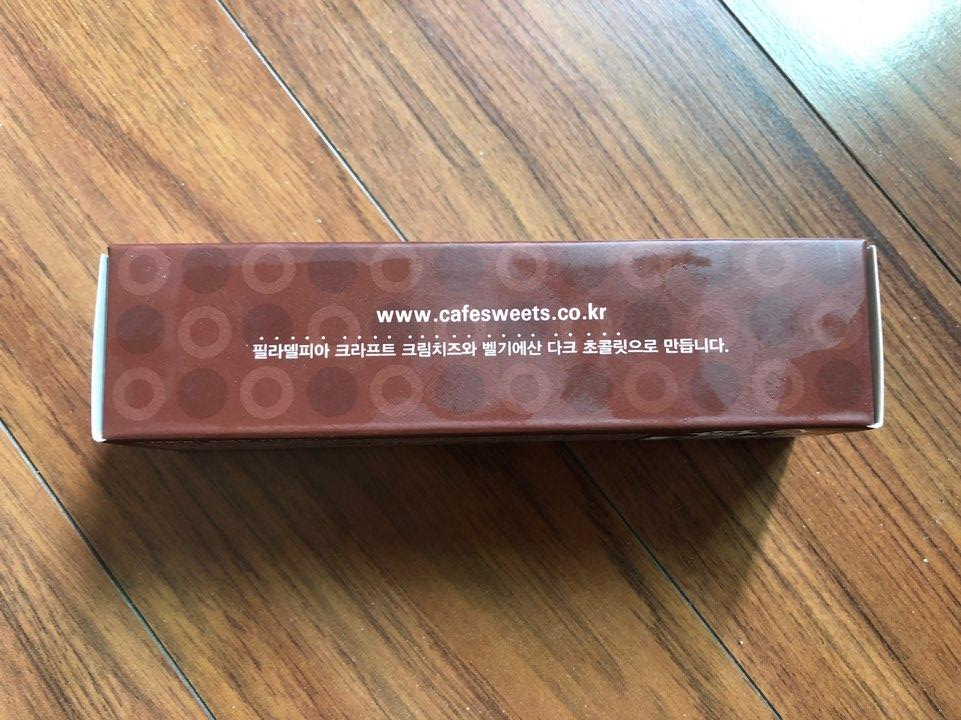 www.cafesweets.co.kr
필라델피아 크라프트 크림치즈와 벨기에산 다크 초콜릿으로 만듭니다.